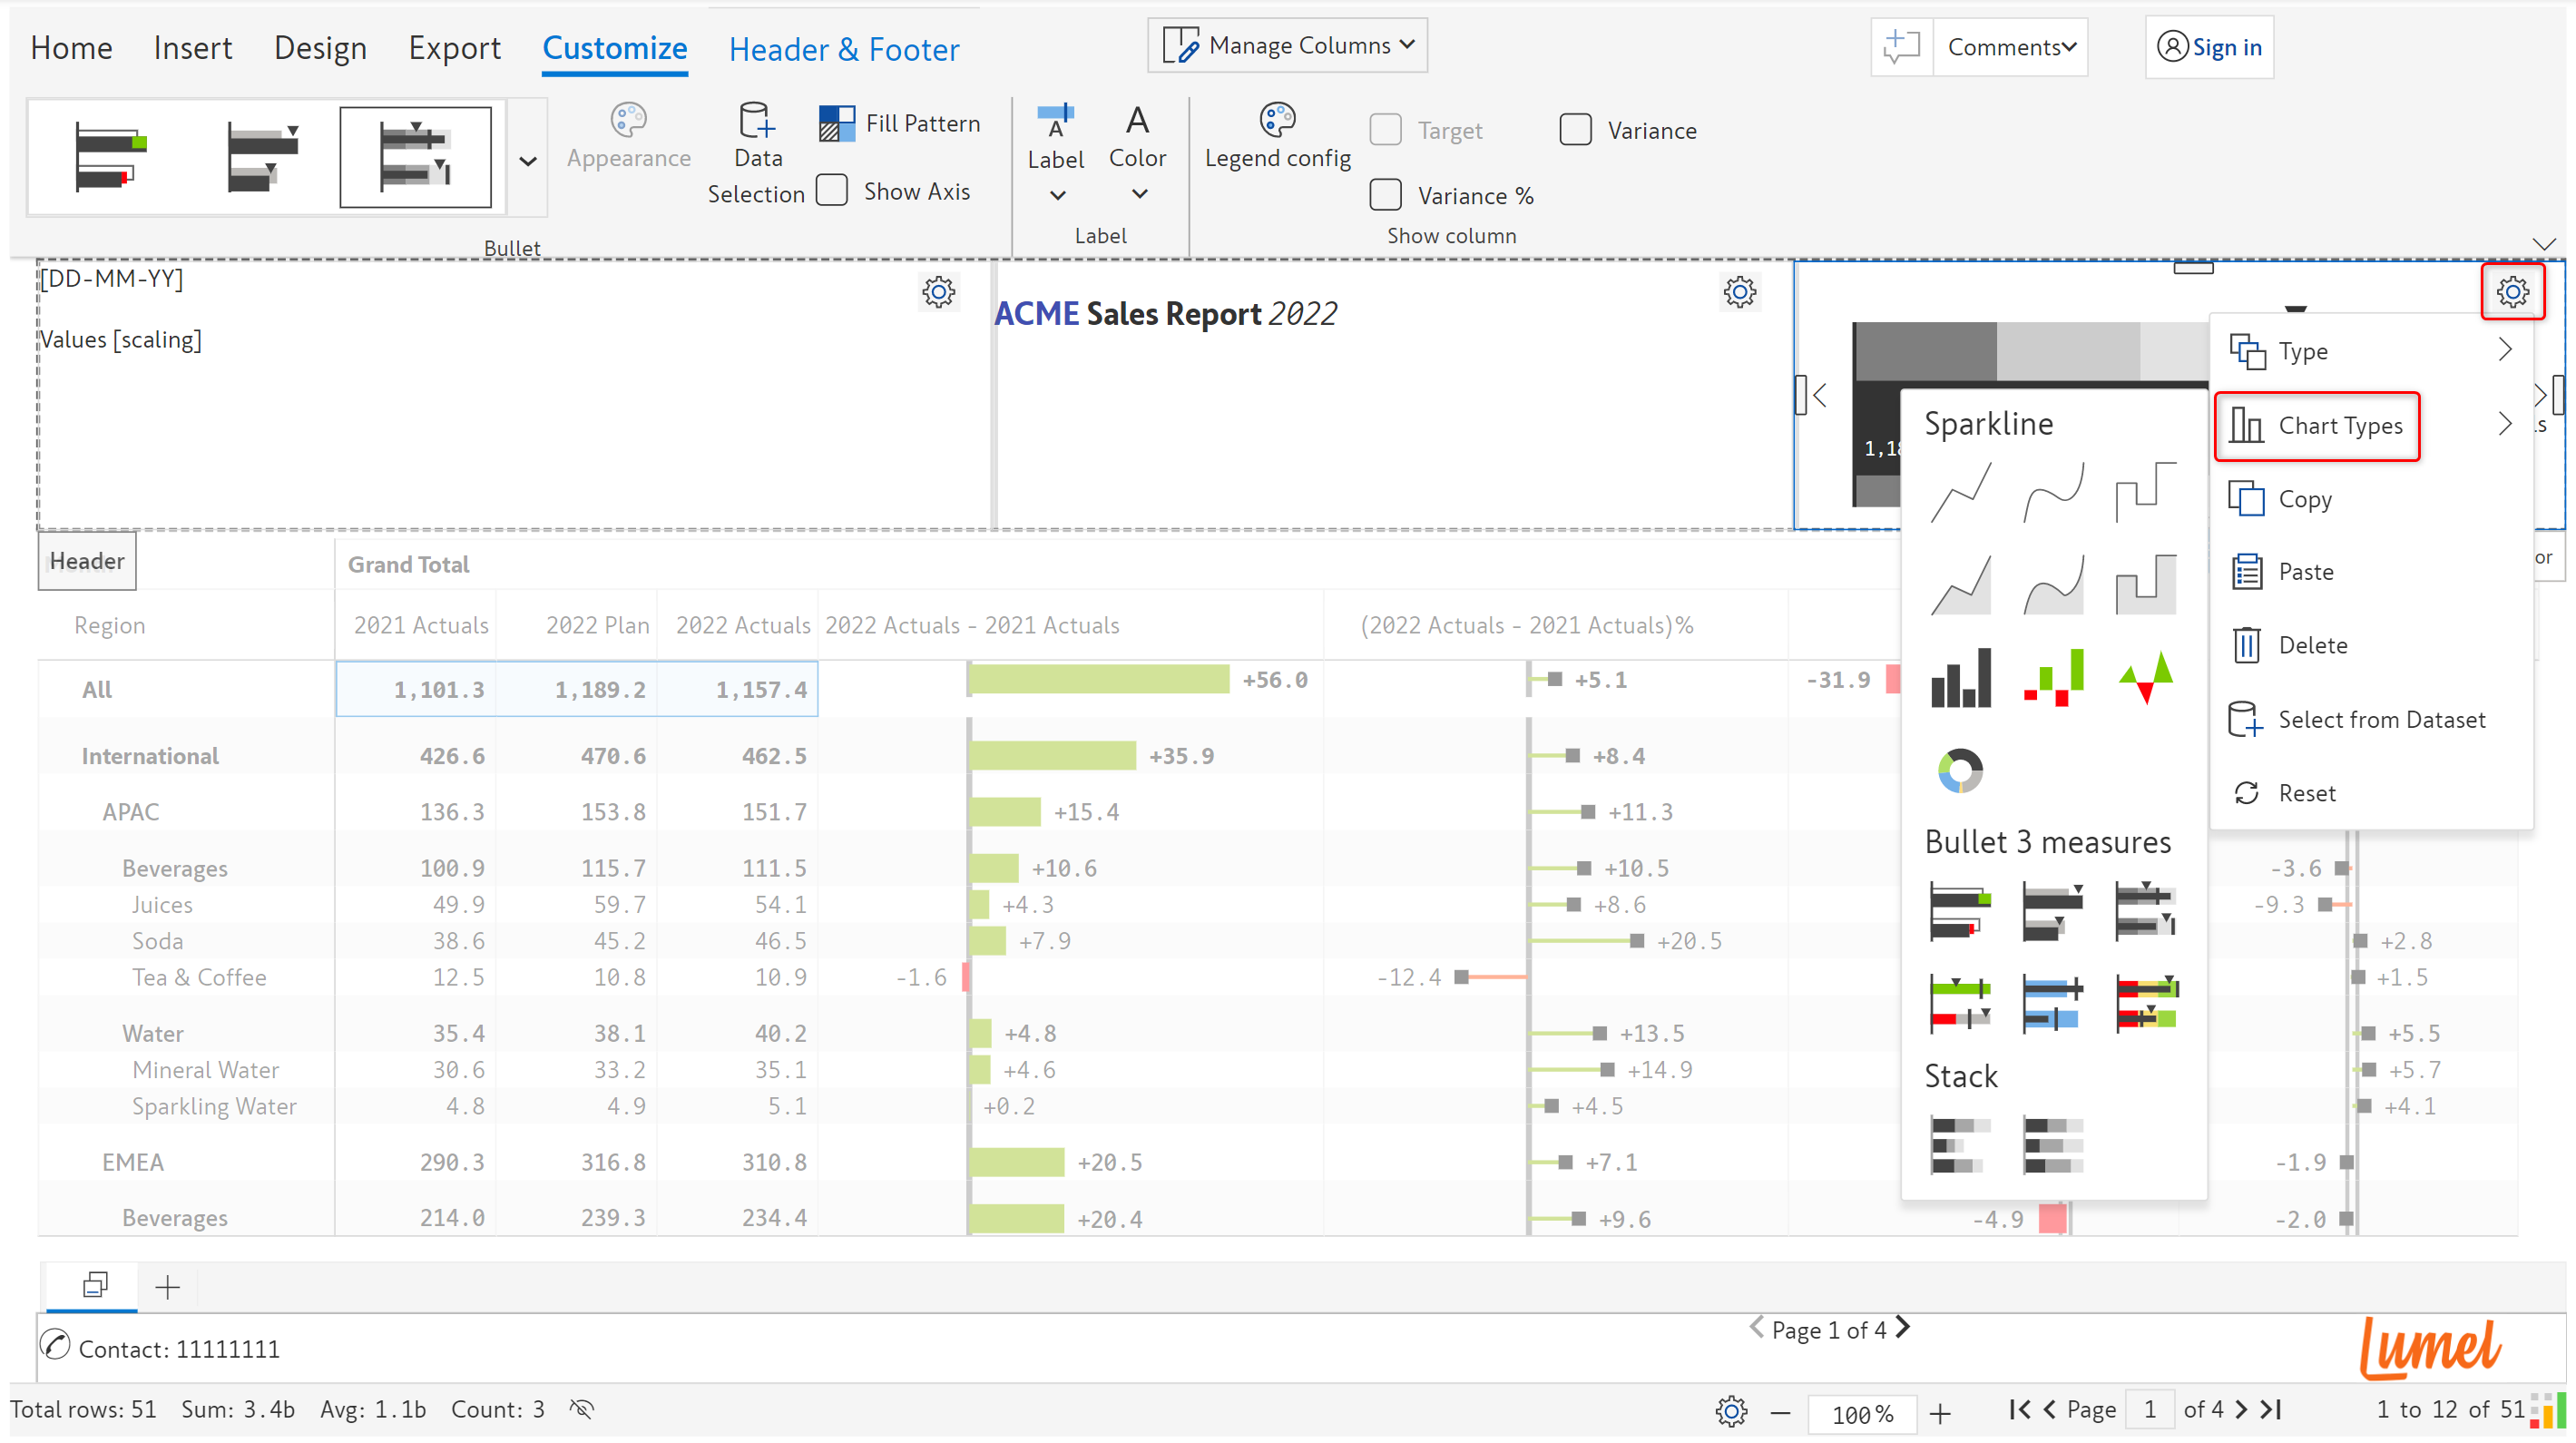 Home Insert Design Export Customize Header & Footer Manage Columns Comments Sign in
Appearance
Data Selection
Fill Pattern
Show Axis
Bullet
Label
Color
Label
Legend config
Target
Variance
Variance %
Show column
[DD-MM-YY]
Values [scaling]
ACME Sales Report 2022
Type
Chart Types
Copy
Paste
Delete
Select from Dataset
Reset
Sparkline
Bullet 3 measures
Stack
Header
Grand Total
Region 2021 Actuals 2022 Plan 2022 Actuals 2022 Actuals - 2021 Actuals (2022 Actuals - 2021 Actuals)%
All 1,101.3 1,189.2 1,157.4 +56.0 +5.1 -31.9
International 426.6 470.6 462.5 +35.9 +8.4
APAC 136.3 153.8 151.7 +15.4 +11.3
Beverages 100.9 115.7 111.5 +10.6 +10.5 -3.6
Juices 49.9 59.7 54.1 +4.3 +8.6 -9.3
Soda 38.6 45.2 46.5 +7.9 +20.5 +2.8
Tea & Coffee 12.5 10.8 10.9 -1.6 -12.4 +1.5
Water 35.4 38.1 40.2 +4.8 +13.5 +5.5
Mineral Water 30.6 33.2 35.1 +4.6 +14.9 +5.7
Sparkling Water 4.8 4.9 5.1 +0.2 +4.5 +4.1
EMEA 290.3 316.8 310.8 +20.5 +7.1 -1.9
Beverages 214.0 239.3 234.4 +20.4 +9.6 -4.9 -2.0
Contact: 11111111
Page 1 of 4
Lumel
Total rows: 51 Sum: 3.4b Avg: 1.1b Count: 3 100% Page 1 of 4 1 to 12 of 51